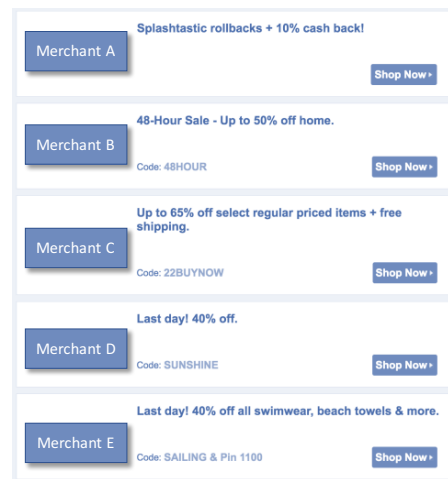 Splashtastic rollbacks + 10% cash back!
Merchant A
Shop Now ▸
48-Hour Sale - Up to 50% off home.
Merchant B
Code: 48HOUR
Shop Now ▸
Up to 65% off select regular priced items + free
shipping.
Merchant C
Code: 22BUYNOW
Shop Now ▸
Last day! 40% off.
Merchant D
Code: SUNSHINE
Shop Now ▸
Last day! 40% off all swimwear, beach towels & more.
Merchant E
Code: SAILING & Pin 1100
Shop Now ▸